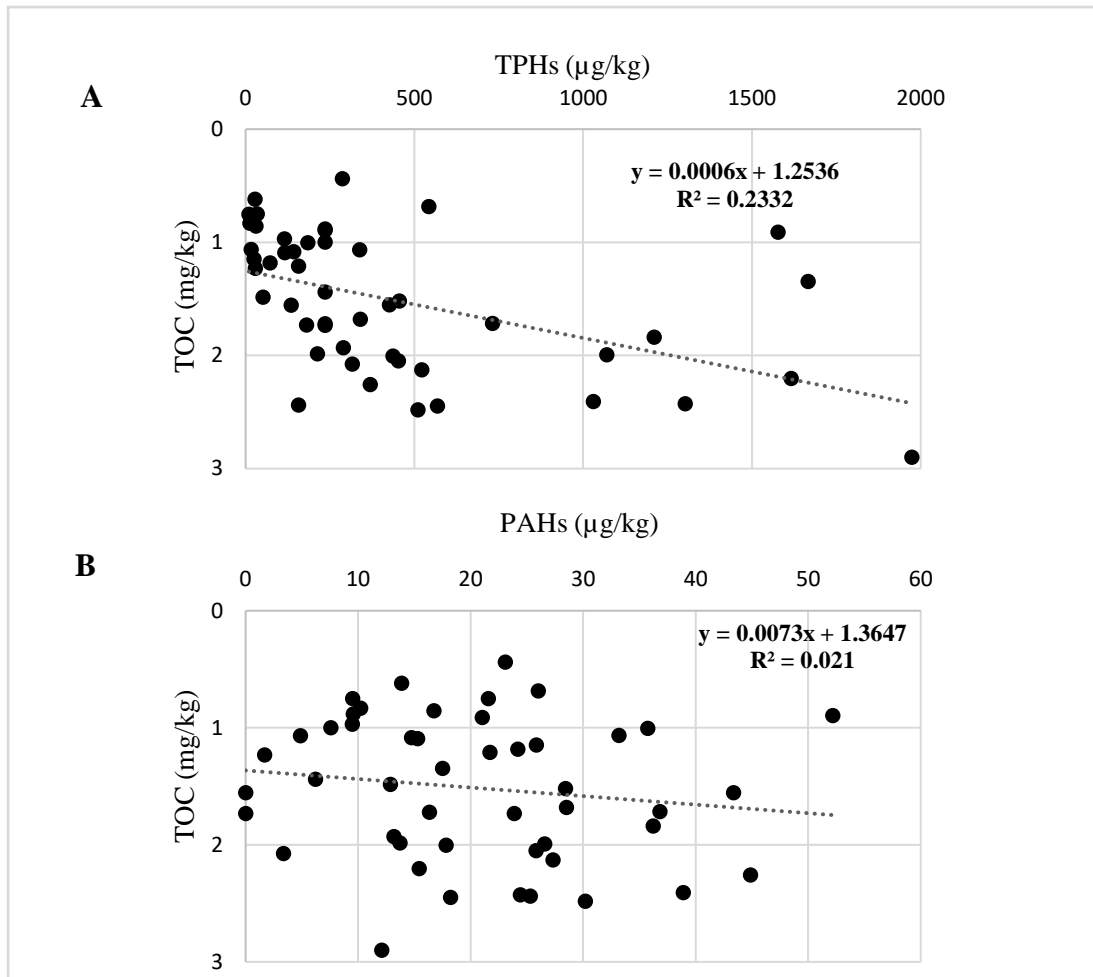 TPHs (µg/kg)
A
0 500 1000 1500 2000
0
y = 0.0006x + 1.2536
R² = 0.2332
1
TOC (mg/kg)
2
3
PAHs (µg/kg)
B
0 10 20 30 40 50 60
0
y = 0.0073x + 1.3647
R² = 0.021
1
TOC (mg/kg)
2
3